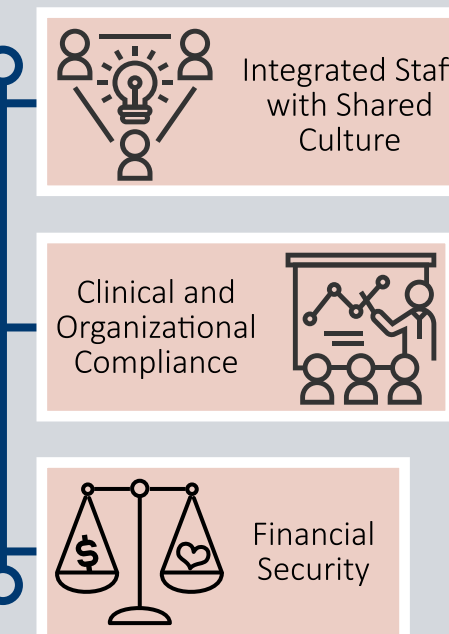 Integrated Staf
with Shared
Culture
Clinical and
Organizational
Compliance
$
Financial
Security